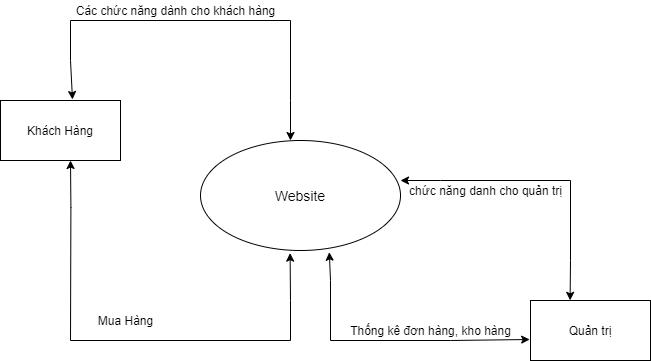 Các chức năng dành cho khách hàng
Khách Hàng
Website
chức năng danh cho quản trị
Mua Hàng
Thống kê đơn hàng, kho hàng
Quản trị